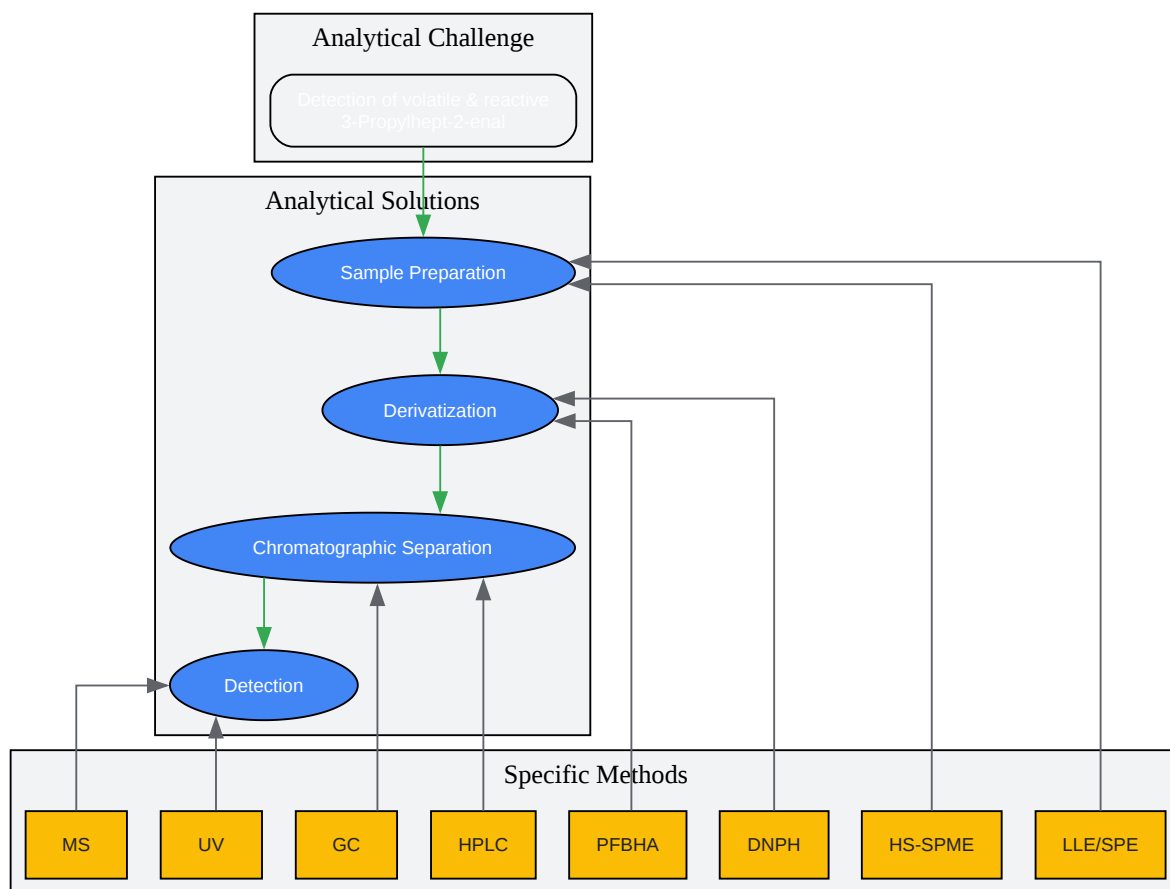 Analytical Challenge
Detection of volatile & reactive
3-Propylhept-2-enal
Analytical Solutions
Sample Preparation
Derivatization
Chromatographic Separation
Detection
Specific Methods
MS
UV
GC
HPLC
PFBHA
DNPH
HS-SPME
LLE/SPE